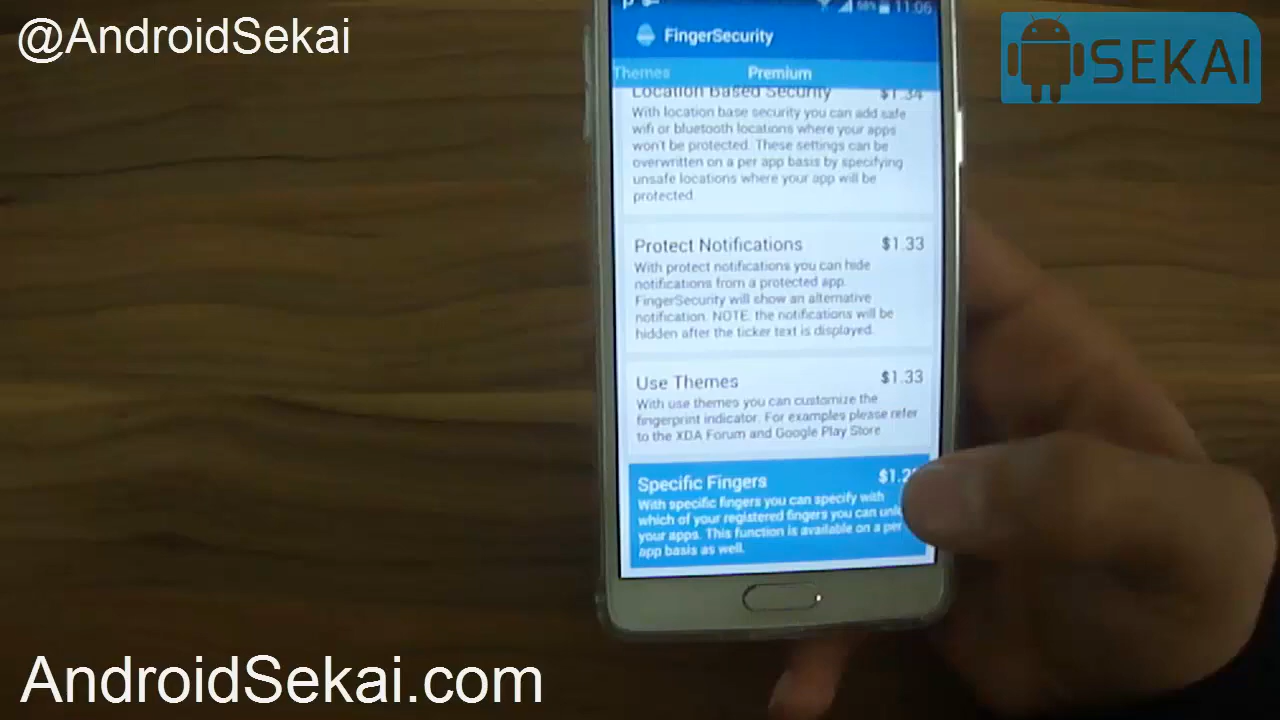 @AndroidSekai
SEKAI
11:06
FingerSecurity
Themes
Premium
Location Based Security
$1.34
With location base security you can add safe
wifi or bluetooth locations where your apps
won't be protected. These settings can be
overwritten on a per app basis by specifying
unsafe locations where your app will be
protected.
Protect Notifications
$1.33
With protect notifications you can hide
notifications from a protected app.
FingerSecurity will show an alternative
notification. NOTE: the notifications will be
hidden after the ticker text is displayed.
Use Themes
$1.33
With use themes you can customize the
fingerprint indicator. For examples please refer
to the XDA Forum and Google Play Store
Specific Fingers
With specific fingers you can specify with
which of your registered fingers you can
your apps. This function is available on a per
app basis as well.
AndroidSekai.com